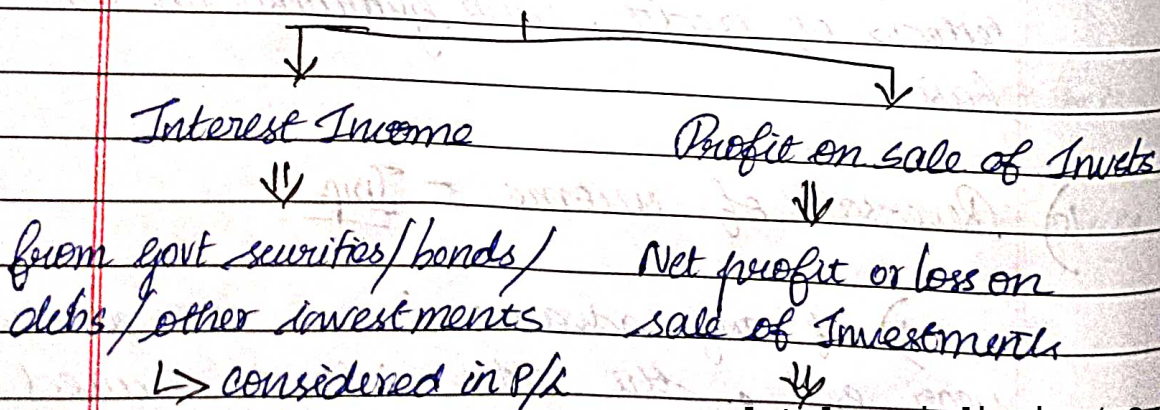 Interest Income
Profit on sale of Invsts
from govt securities/bonds/
debs/other investments
↳ considered in P/L
Net profit or loss on
sale of Investments